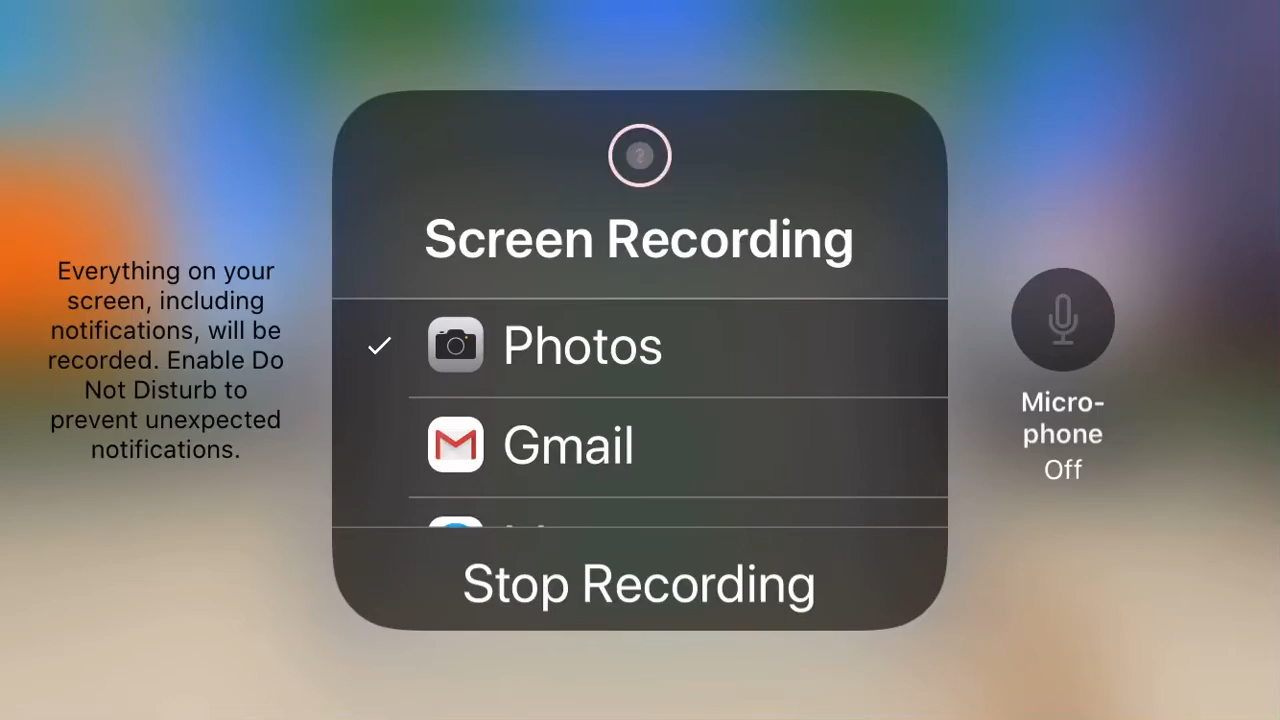 Screen Recording
Everything on your
screen, including
notifications, will be
recorded. Enable Do
Not Disturb to
prevent unexpected
notifications.
Photos
Gmail
Stop Recording
Micro-
phone
Off